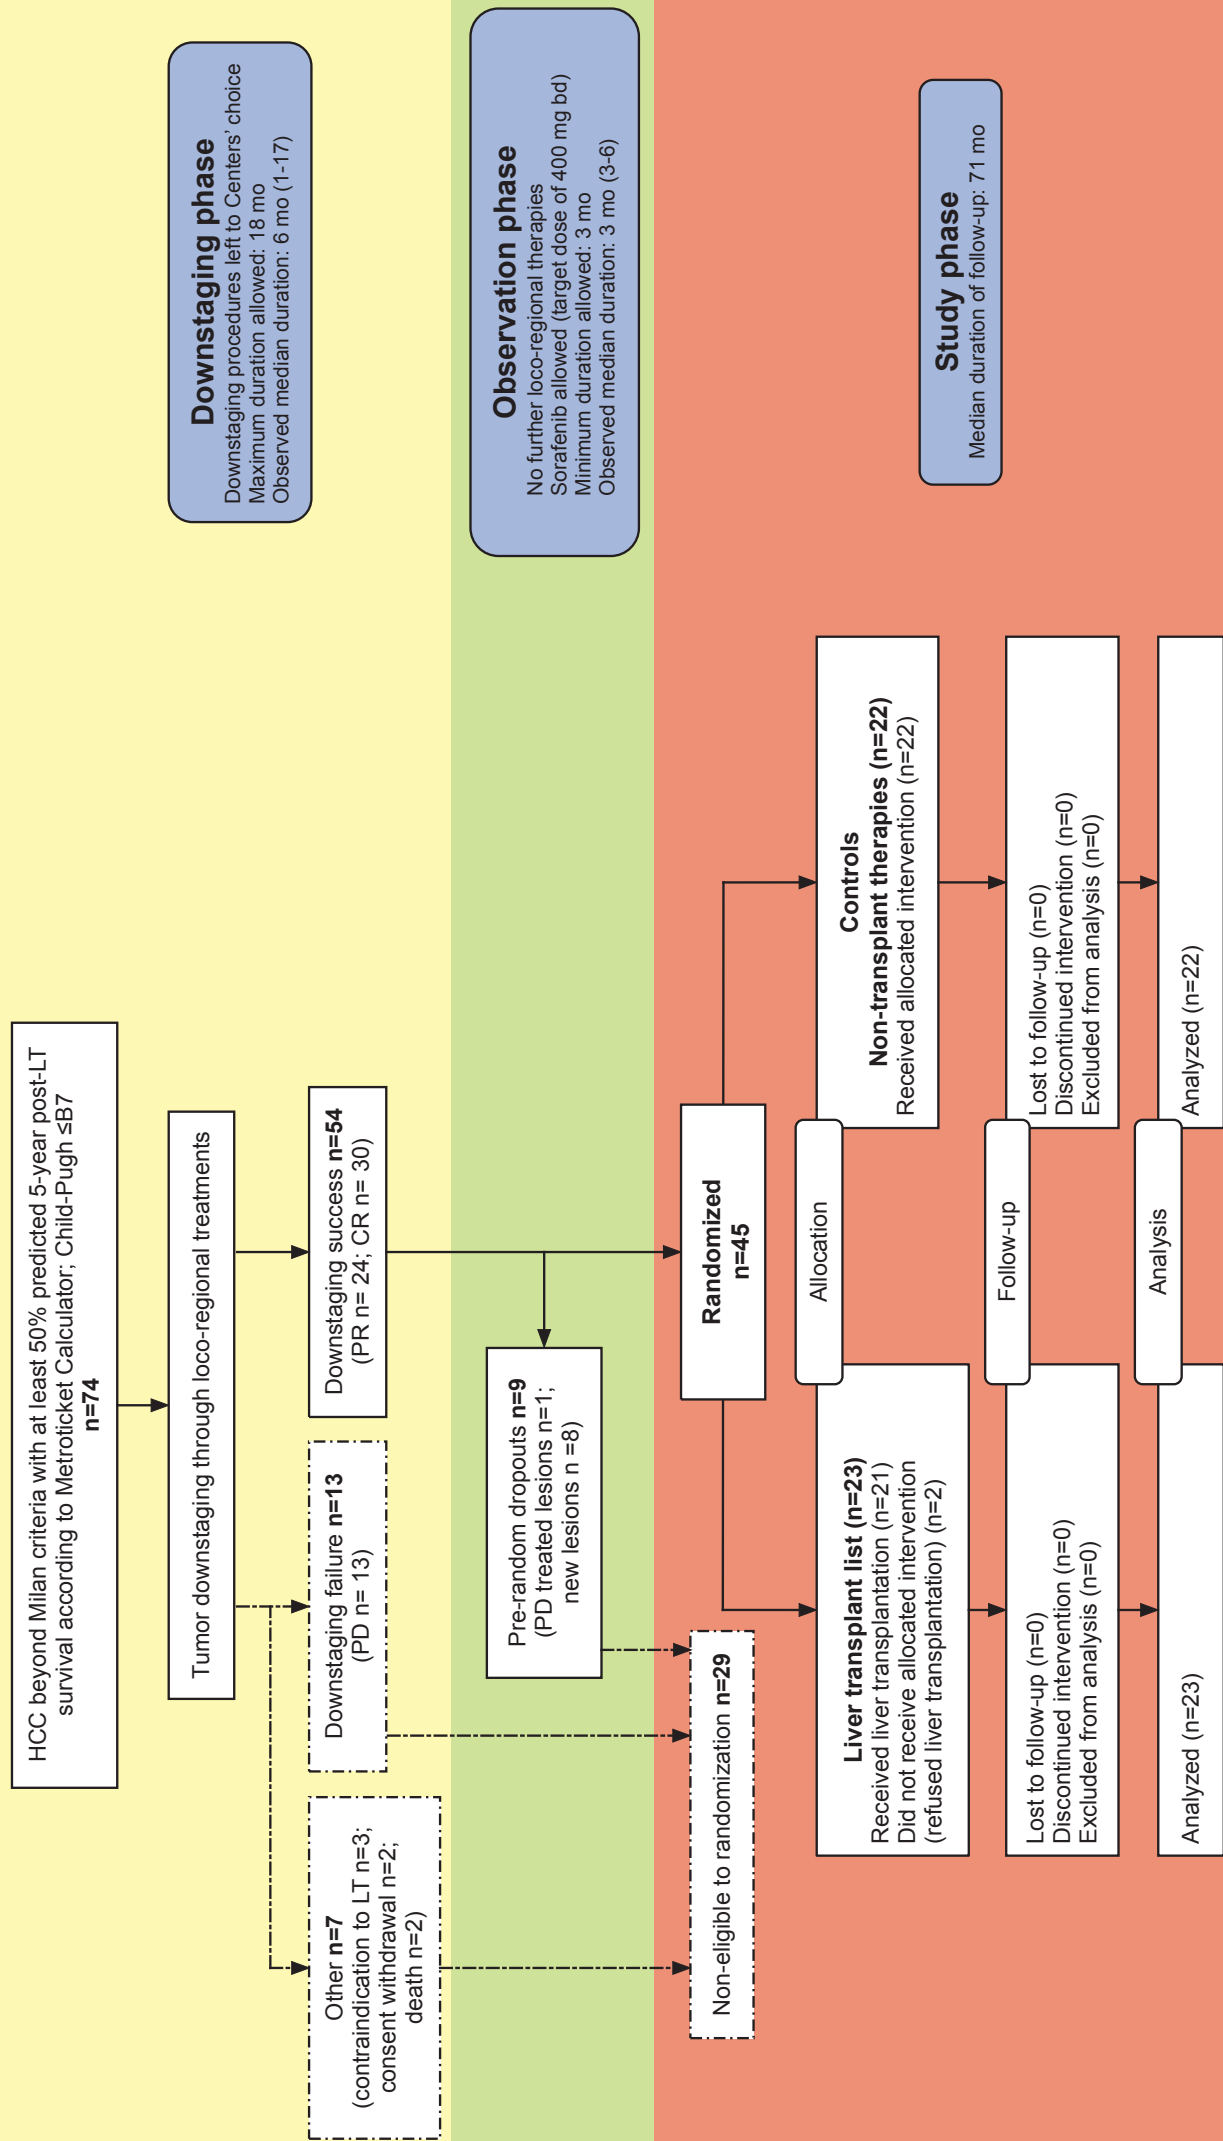 HCC beyond Milan criteria with at least 50% predicted 5-year post-LT
survival according to Metroticket Calculator; Child-Pugh ≤B7
n=74
Tumor downstaging through loco-regional treatments
Other n=7
(contraindication to LT n=3;
consent withdrawal n=2;
death n=2)
Downstaging failure n=13
(PD n= 13)
Downstaging success n=54
(PR n= 24; CR n= 30)
Downstaging phase
Downstaging procedures left to Centers' choice
Maximum duration allowed: 18 mo
Observed median duration: 6 mo (1-17)
Pre-random dropouts n=9
(PD treated lesions n=1;
new lesions n =8)
Observation phase
No further loco-regional therapies
Sorafenib allowed (target dose of 400 mg bd)
Minimum duration allowed: 3 mo
Observed median duration: 3 mo (3-6)
Non-eligible to randomization n=29
Randomized
n=45
Allocation
Liver transplant list (n=23)
Received liver transplantation (n=21)
Did not receive allocated intervention
(refused liver transplantation) (n=2)
Controls
Non-transplant therapies (n=22)
Received allocated intervention (n=22)
Study phase
Median duration of follow-up: 71 mo
Follow-up
Lost to follow-up (n=0)
Discontinued intervention (n=0)
Excluded from analysis (n=0)
Lost to follow-up (n=0)
Discontinued intervention (n=0)
Excluded from analysis (n=0)
Analysis
Analyzed (n=23)
Analyzed (n=22)